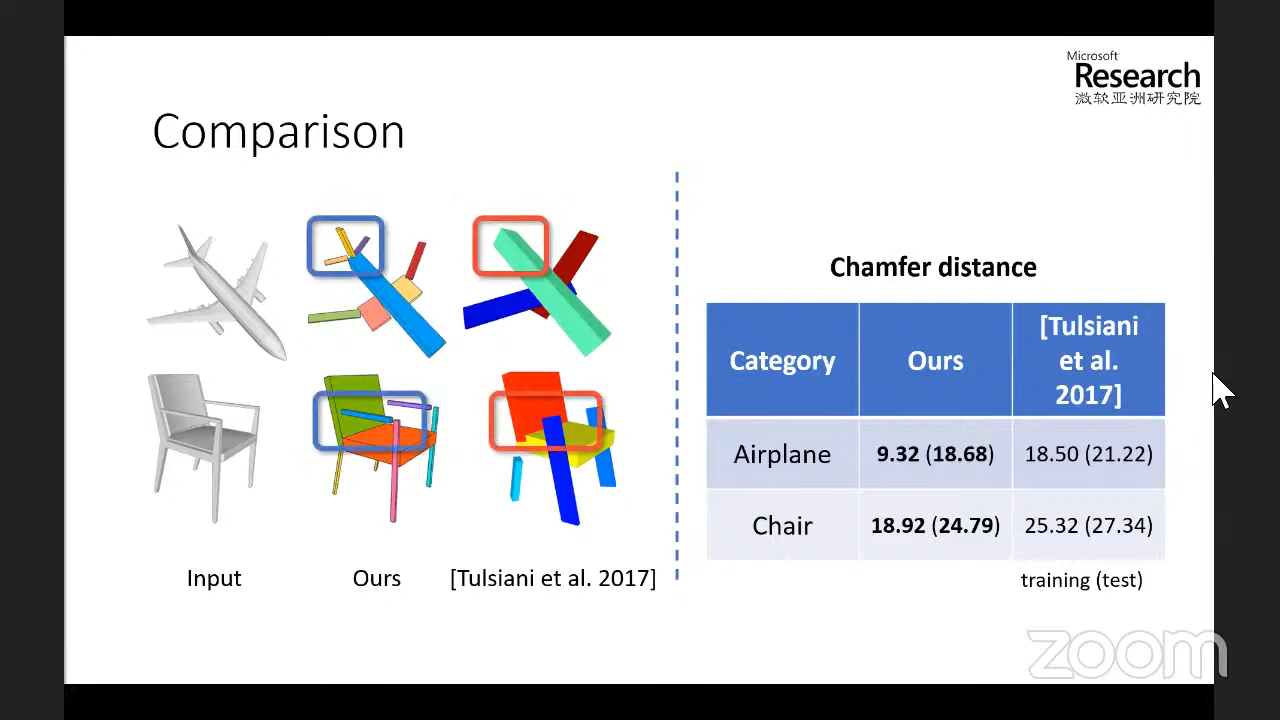 Microsoft
Research
微软亚洲研究院
Comparison
Input
Ours
[Tulsiani et al. 2017]
Chamfer distance
Category
Ours
[Tulsiani
et al.
2017]
Airplane
9.32 (18.68)
18.50 (21.22)
Chair
18.92 (24.79)
25.32 (27.34)
training (test)
zoom